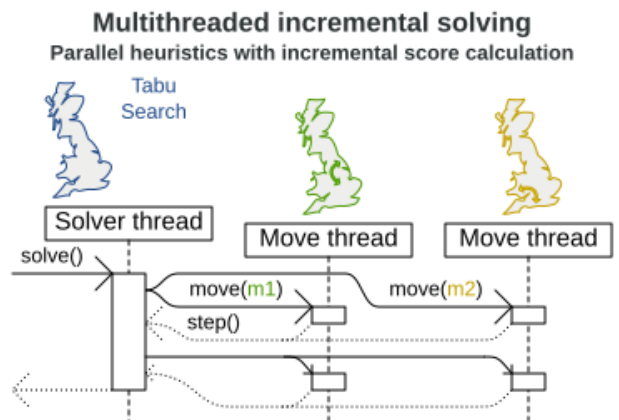 Multithreaded incremental solving
Parallel heuristics with incremental score calculation
Tabu
Search
Solver thread
Move thread
Move thread
solve()
move(m1)
move(m2)
step()